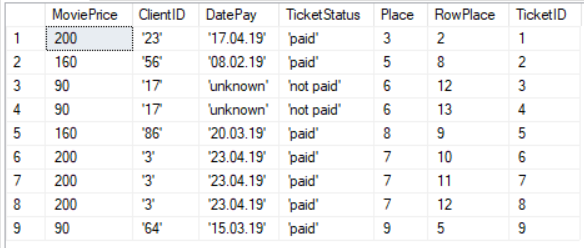 MoviePrice ClientID DatePay TicketStatus Place RowPlace TicketID
1 200 '23' '17.04.19' 'paid' 3 2 1
2 160 '56' '08.02.19' 'paid' 5 8 2
3 90 '17' 'unknown' 'not paid' 6 12 3
4 90 '17' 'unknown' 'not paid' 6 13 4
5 160 '86' '20.03.19' 'paid' 8 9 5
6 200 '3' '23.04.19' 'paid' 7 10 6
7 200 '3' '23.04.19' 'paid' 7 11 7
8 200 '3' '23.04.19' 'paid' 7 12 8
9 90 '64' '15.03.19' 'paid' 9 5 9